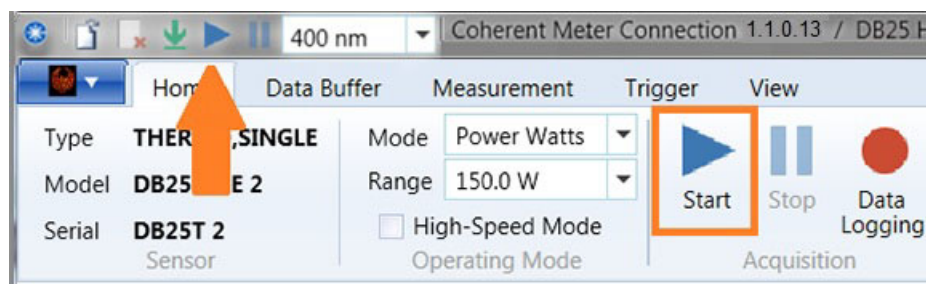 400 nm Coherent Meter Connection 1.1.0.13 / DB25 H
Data Buffer Measurement Trigger View
Type THER ,SINGLE Mode Power Watts
Model DB25 E 2 Range 150.0 W Start Stop Data Logging
Serial DB25T 2 High-Speed Mode
Sensor Operating Mode Acquisition